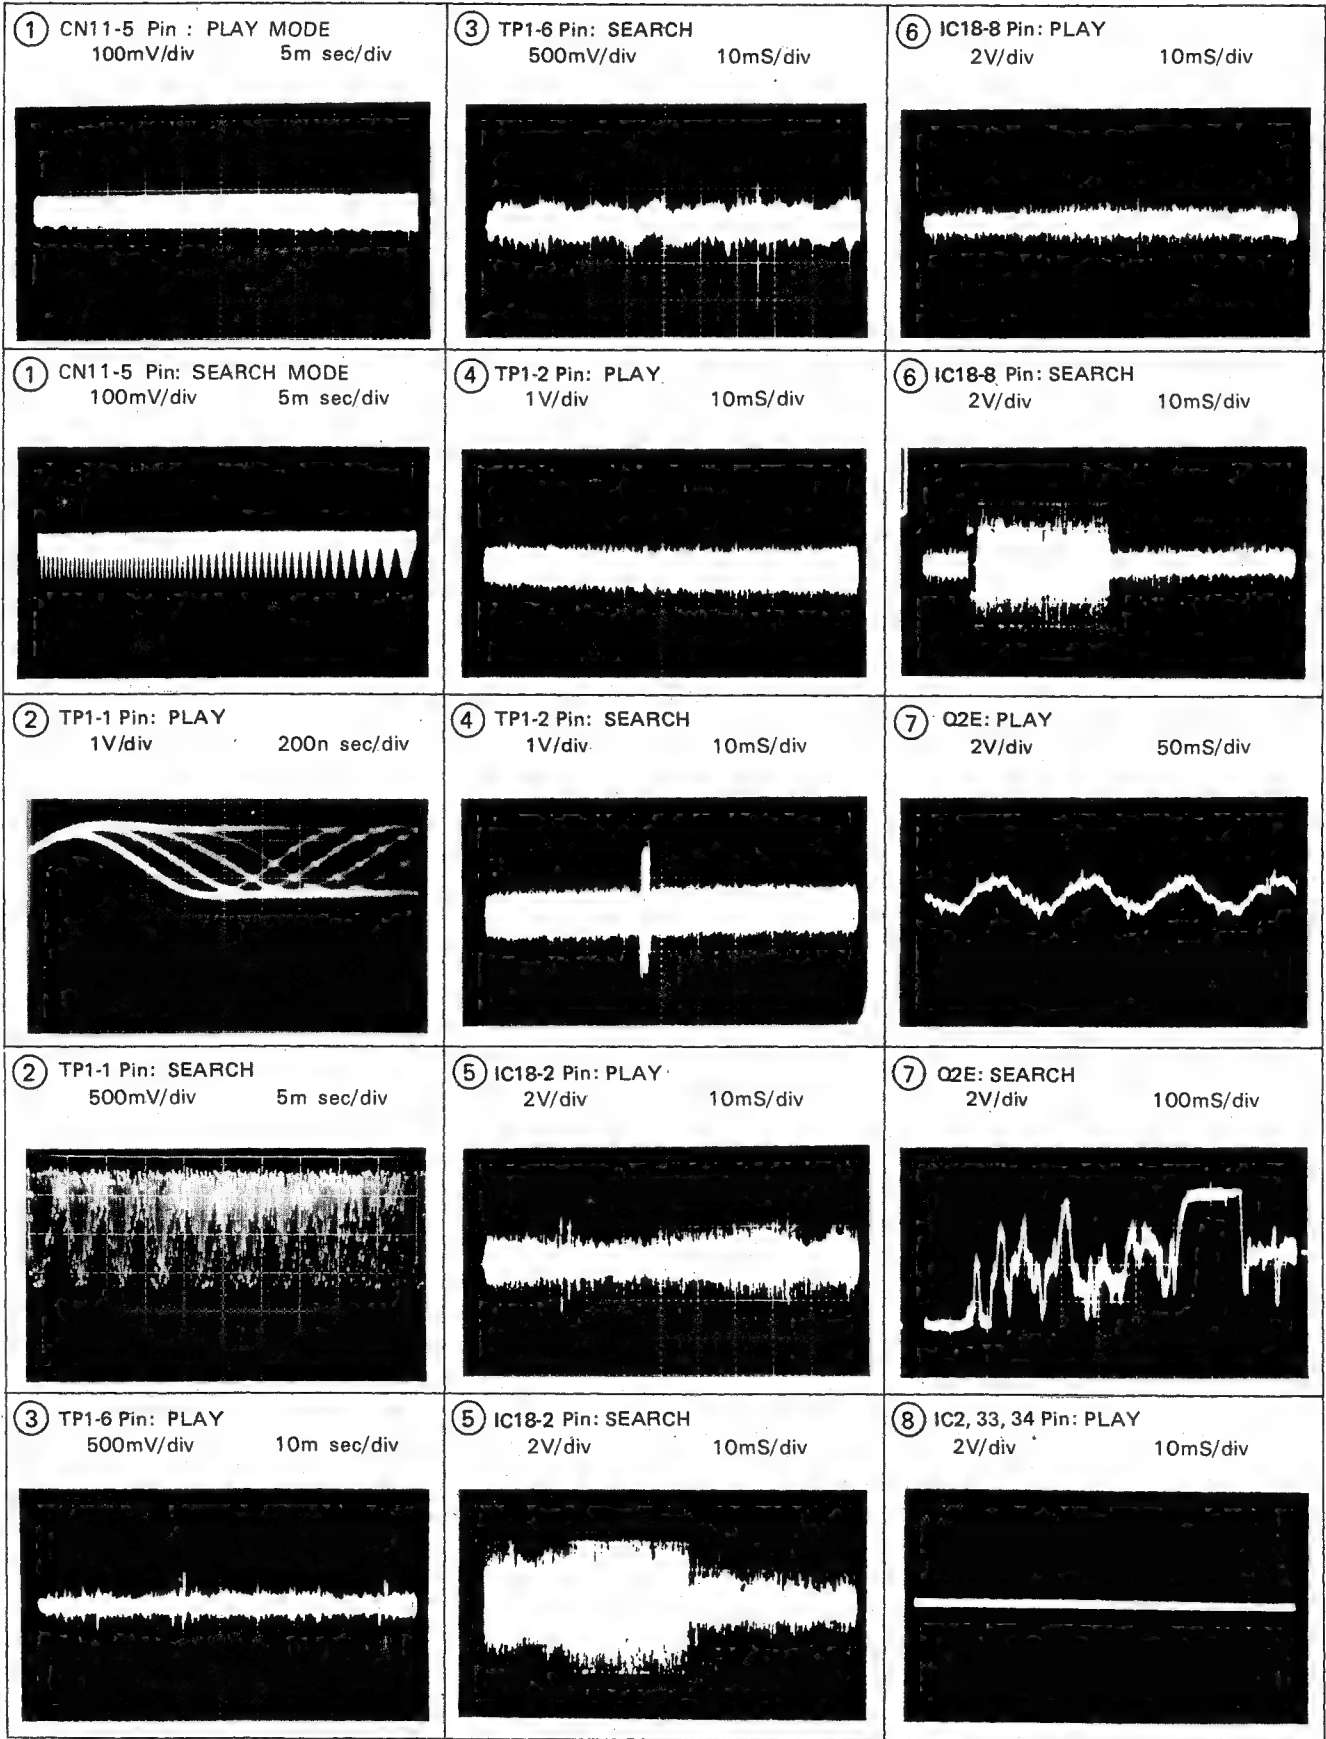 ① CN11-5 Pin : PLAY MODE
100mV/div 5m sec/div
① CN11-5 Pin: SEARCH MODE
100mV/div 5m sec/div
② TP1-1 Pin: PLAY
1V/div 200n sec/div
② TP1-1 Pin: SEARCH
500mV/div 5m sec/div
③ TP1-6 Pin: PLAY
500mV/div 10m sec/div
③ TP1-6 Pin: SEARCH
500mV/div 10mS/div
④ TP1-2 Pin: PLAY
1V/div 10mS/div
④ TP1-2 Pin: SEARCH
1V/div 10mS/div
⑤ IC18-2 Pin: PLAY
2V/div 10mS/div
⑤ IC18-2 Pin: SEARCH
2V/div 10mS/div
⑥ IC18-8 Pin: PLAY
2V/div 10mS/div
⑥ IC18-8 Pin: SEARCH
2V/div 10mS/div
⑦ Q2E: PLAY
2V/div 50mS/div
⑦ Q2E: SEARCH
2V/div 100mS/div
⑧ IC2, 33, 34 Pin: PLAY
2V/div 10mS/div